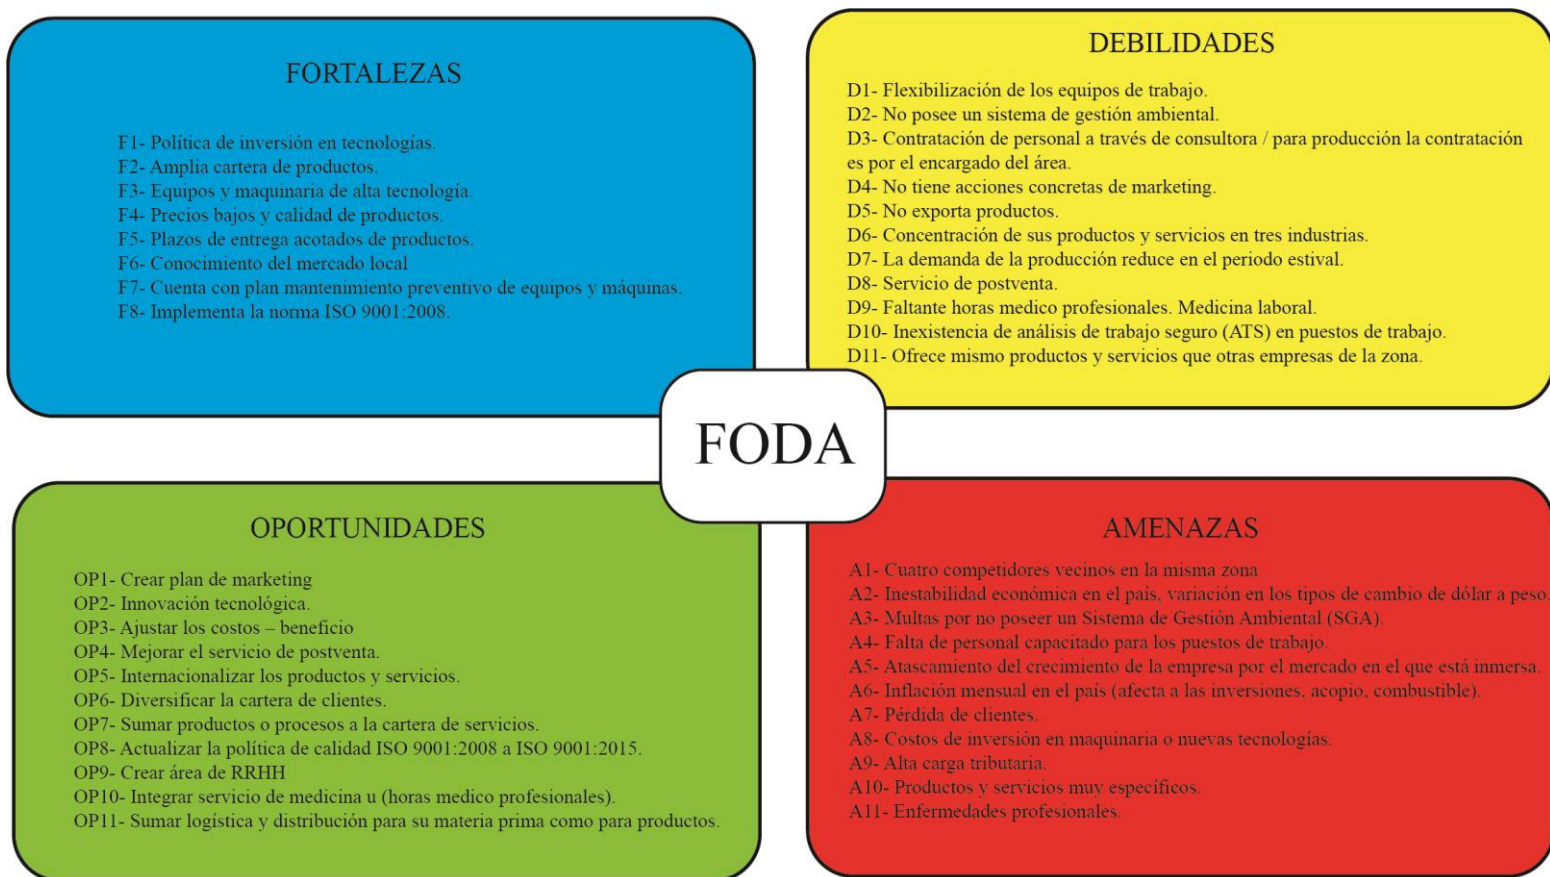 FORTALEZAS
F1- Política de inversión en tecnologías.
F2- Amplia cartera de productos.
F3- Equipos y maquinaria de alta tecnología.
F4- Precios bajos y calidad de productos.
F5- Plazos de entrega acotados de productos.
F6- Conocimiento del mercado local
F7- Cuenta con plan mantenimiento preventivo de equipos y máquinas.
F8- Implementa la norma ISO 9001:2008.
DEBILIDADES
D1- Flexibilización de los equipos de trabajo.
D2- No posee un sistema de gestión ambiental.
D3- Contratación de personal a través de consultora / para producción la contratación
es por el encargado del área.
D4- No tiene acciones concretas de marketing.
D5- No exporta productos.
D6- Concentración de sus productos y servicios en tres industrias.
D7- La demanda de la producción reduce en el periodo estival.
D8- Servicio de postventa.
D9- Faltante horas medico profesionales. Medicina laboral.
D10- Inexistencia de análisis de trabajo seguro (ATS) en puestos de trabajo.
D11- Ofrece mismo productos y servicios que otras empresas de la zona.
FODA
OPORTUNIDADES
OP1- Crear plan de marketing
OP2- Innovación tecnológica.
OP3- Ajustar los costos – beneficio
OP4- Mejorar el servicio de postventa.
OP5- Internacionalizar los productos y servicios.
OP6- Diversificar la cartera de clientes.
OP7- Sumar productos o procesos a la cartera de servicios.
OP8- Actualizar la política de calidad ISO 9001:2008 a ISO 9001:2015.
OP9- Crear área de RRHH
OP10- Integrar servicio de medicina u (horas medico profesionales).
OP11- Sumar logística y distribución para su materia prima como para productos.
AMENAZAS
A1- Cuatro competidores vecinos en la misma zona
A2- Inestabilidad económica en el país, variación en los tipos de cambio de dólar a peso.
A3- Multas por no poseer un Sistema de Gestión Ambiental (SGA).
A4- Falta de personal capacitado para los puestos de trabajo.
A5- Atascamiento del crecimiento de la empresa por el mercado en el que está inmersa.
A6- Inflación mensual en el país (afecta a las inversiones, acopio, combustible).
A7- Pérdida de clientes.
A8- Costos de inversión en maquinaria o nuevas tecnologías.
A9- Alta carga tributaria.
A10- Productos y servicios muy específicos.
A11- Enfermedades profesionales.